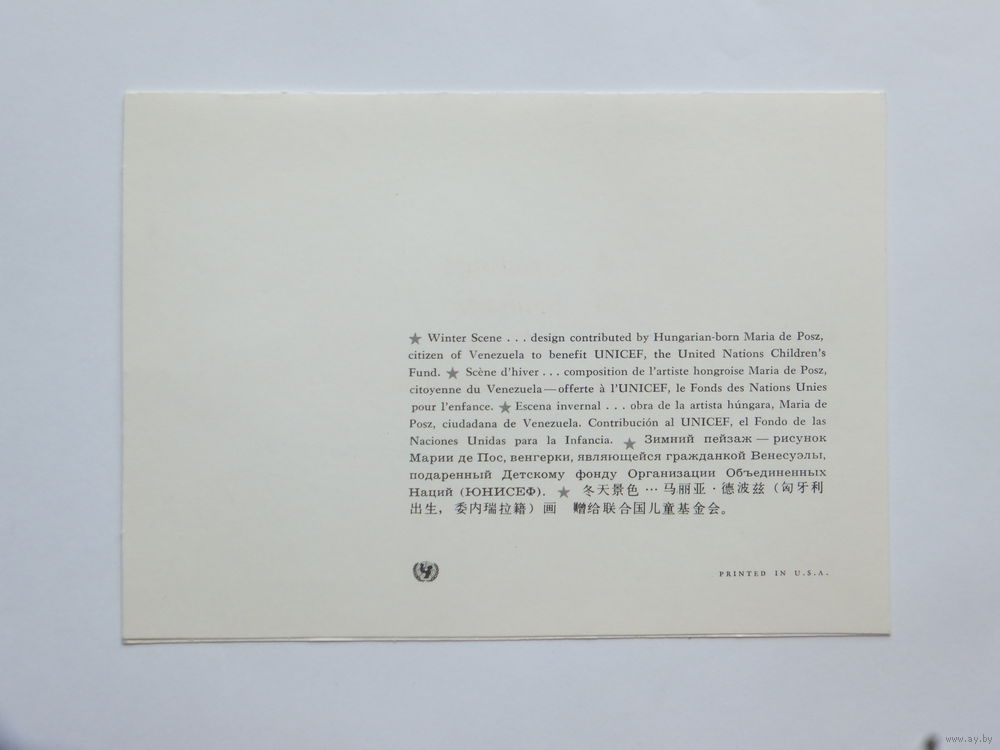 ★ Winter Scene . . . design contributed by Hungarian-born Maria de Posz,
citizen of Venezuela to benefit UNICEF, the United Nations Children's
Fund. ★ Scène d'hiver . . . composition de l'artiste hongroise Maria de Posz,
citoyenne du Venezuela—offerte à l'UNICEF, le Fonds des Nations Unies
pour l'enfance. ★ Escena invernal . . . obra de la artista húngara, Maria de
Posz, ciudadana de Venezuela. Contribución al UNICEF, el Fondo de las
Naciones Unidas para la Infancia. ★ Зимний пейзаж — рисунок
Марии де Пос, венгерки, являющейся гражданкой Венесуэлы,
подаренный Детскому фонду Организации Объединенных
Наций (ЮНИСЕФ). ★ 冬天景色 … 马丽亚·德波兹（匈牙利
出生，委内瑞拉籍）画 赠给联合国儿童基金会。
PRINTED IN U.S.A.
www.ay.by